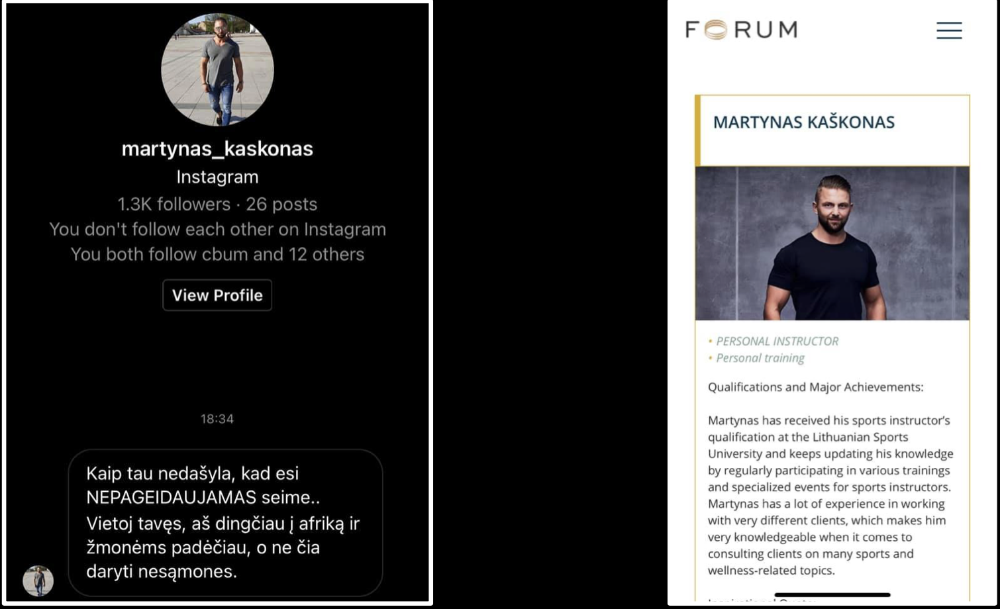 martynas_kaskonas
Instagram
1.3K followers · 26 posts
You don't follow each other on Instagram
You both follow cbum and 12 others
View Profile
18:34
Kaip tau nedašyla, kad esi
NEPAGEIDAUJAMAS seime..
Vietoj tavęs, aš dingčiau į afriką ir
žmonėms padėčiau, o ne čia
daryti nesąmones.
FORUM
MARTYNAS KAŠKONAS
• PERSONAL INSTRUCTOR
• Personal training
Qualifications and Major Achievements:
Martynas has received his sports instructor’s
qualification at the Lithuanian Sports
University and keeps updating his knowledge
by regularly participating in various trainings
and specialized events for sports instructors.
Martynas has a lot of experience in working
with very different clients, which makes him
very knowledgeable when it comes to
consulting clients on many sports and
wellness-related topics.